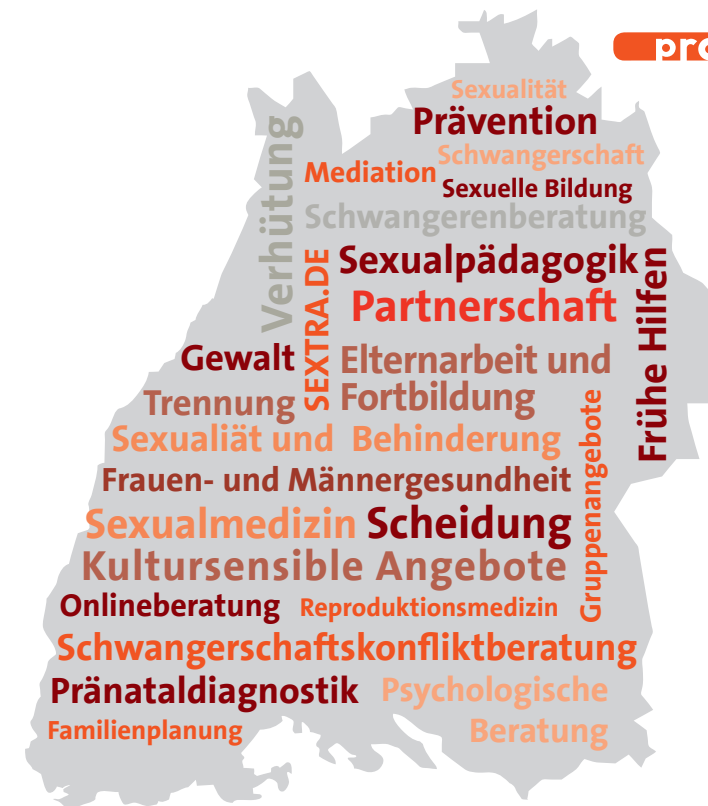 pro
Sexualität
Prävention
Schwangerschaft
Mediation
Sexuelle Bildung
Verhütung
Schwangerenberatung
SEXTRA.DE
Sexualpädagogik
Partnerschaft
Frühe Hilfen
Gewalt
Elternarbeit und
Fortbildung
Trennung
Gruppenangebote
Sexualiät und Behinderung
Frauen- und Männergesundheit
Sexualmedizin
Scheidung
Kultursensible Angebote
Onlineberatung
Reproduktionsmedizin
Schwangerschaftskonfliktberatung
Pränataldiagnostik
Psychologische
Beratung
Familienplanung